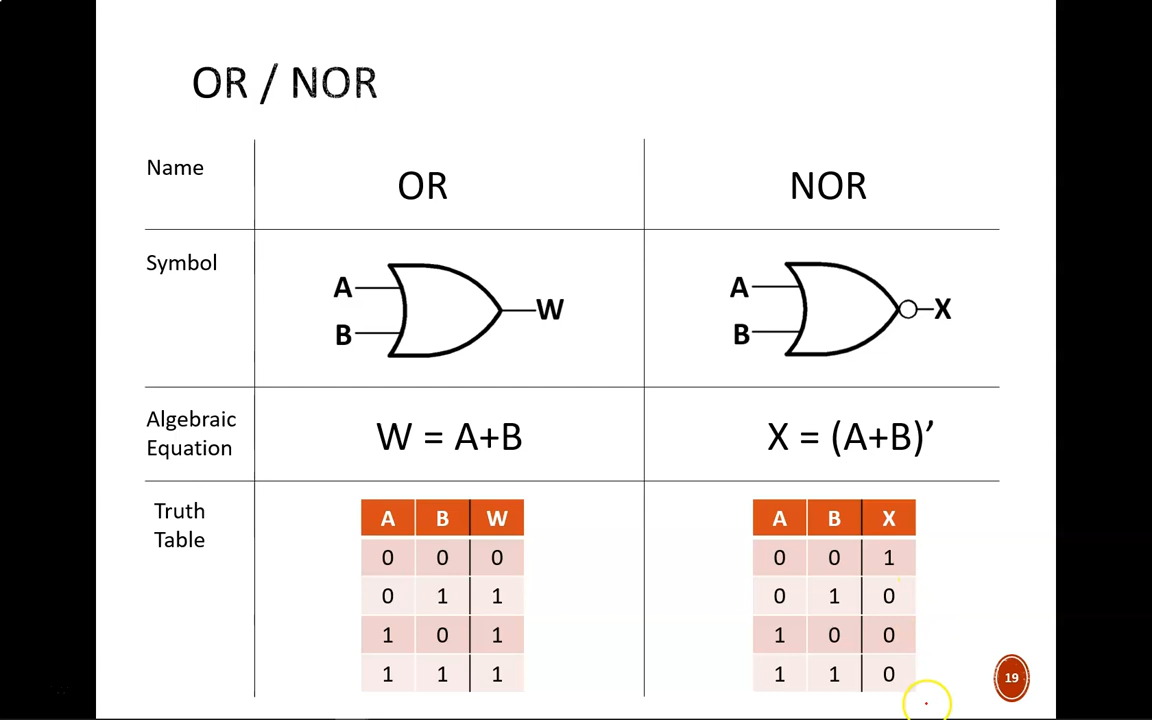 OR / NOR
Name
OR
NOR
Symbol
A
B
W
A
B
X
Algebraic
Equation
W = A+B
X = (A+B)’
Truth
Table
A B W
0 0 0
0 1 1
1 0 1
1 1 1
A B X
0 0 1
0 1 0
1 0 0
1 1 0
19